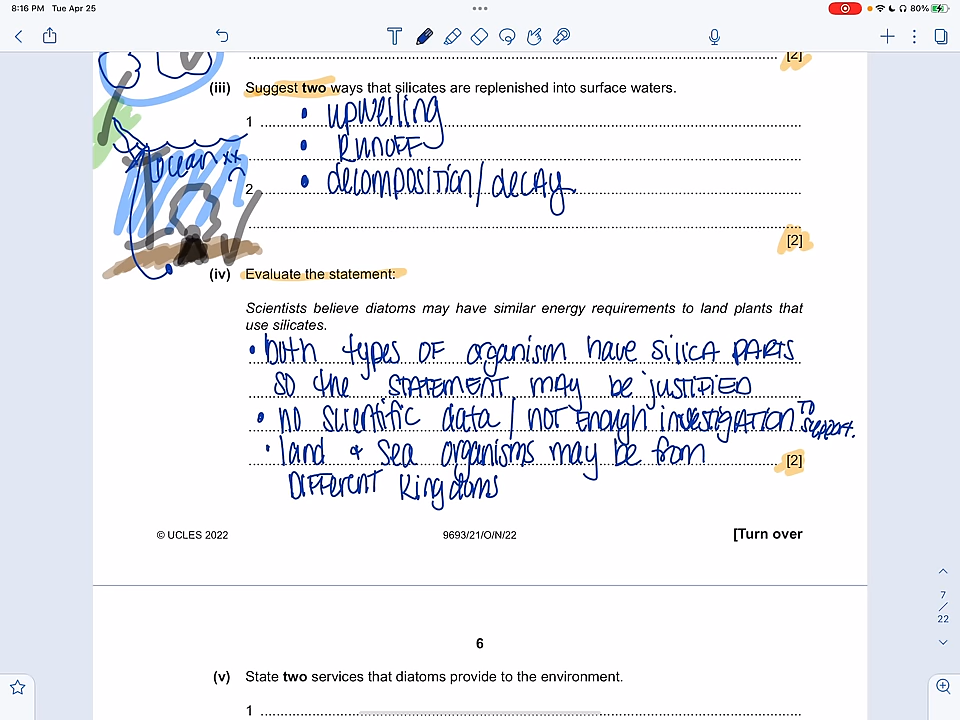 8:16 PM Tue Apr 25
80%
[2]
(iii) Suggest two ways that silicates are replenished into surface waters.
1
• upwelling
• RUNOFF
2
• decomposition/decay
[2]
ocean
(iv) Evaluate the statement:
Scientists believe diatoms may have similar energy requirements to land plants that
use silicates.
• both types OF organism have silica PARTS
so the STATEMENT may be justified
• no scientific data / not enough investigation TO support.
• land & sea organisms may be from
DIFFERENT kingdoms
[2]
© UCLES 2022 9693/21/O/N/22 [Turn over
7
/
22
6
(v) State two services that diatoms provide to the environment.
1